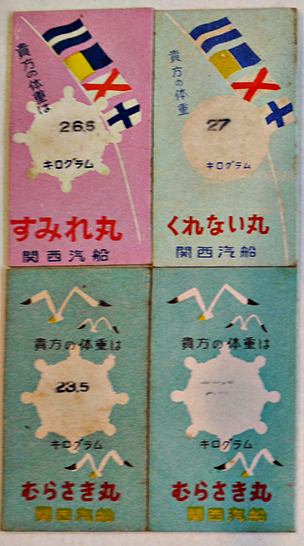 貴方の体重は
26.5
キログラム
すみれ丸
関西汽船
貴方の体重
27
キログラム
くれない丸
関西汽船
貴方の体重は
23.5
キログラム
むらさき丸
関西汽船
貴方の体重は
キログラム
むらさき丸
関西汽船